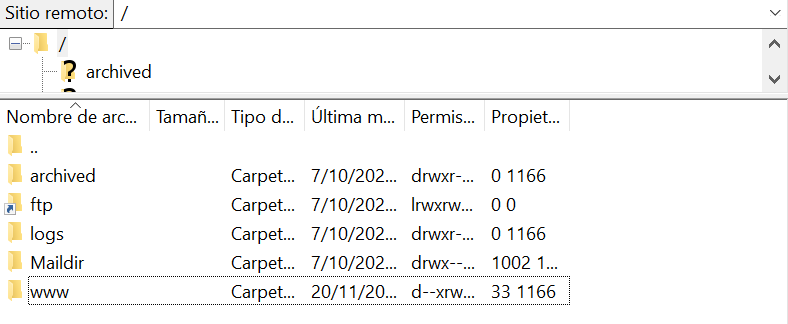 Sitio remoto: /
/
archived
Nombre de arc... Tamañ... Tipo d... Última m... Permis... Propiet...
..
archived Carpet... 7/10/202... drwxr-... 0 1166
ftp Carpet... 7/10/202... lrwxrw... 0 0
logs Carpet... 7/10/202... drwxr-... 0 1166
Maildir Carpet... 7/10/202... drwx--... 1002 1...
www Carpet... 20/11/20... d--xrw... 33 1166